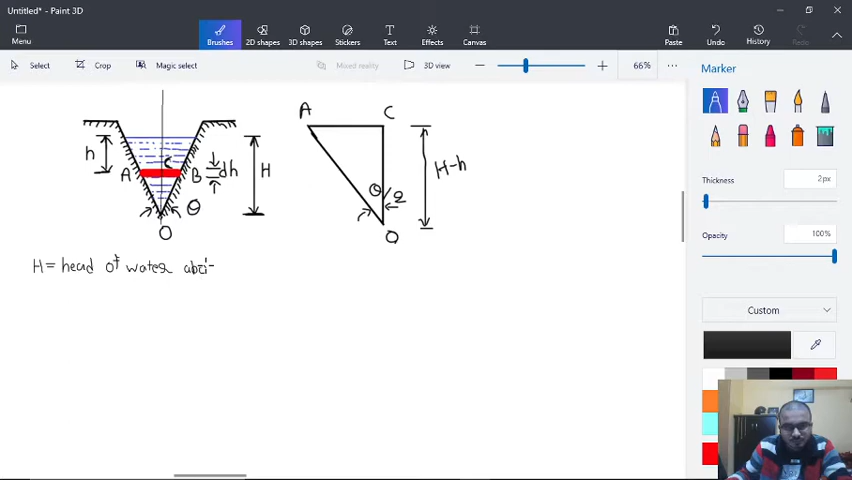 Untitled* - Paint 3D
Menu
Brushes
2D shapes
3D shapes
Stickers
Text
Effects
Canvas
Paste
Undo
History
Redo
Select
Crop
Magic select
Mixed reality
3D view
66%
Marker
Thickness
2px
Opacity
100%
Custom
h
A
C
B
dh
H
θ
O
A
C
θ/2
H-h
O
H = head of water